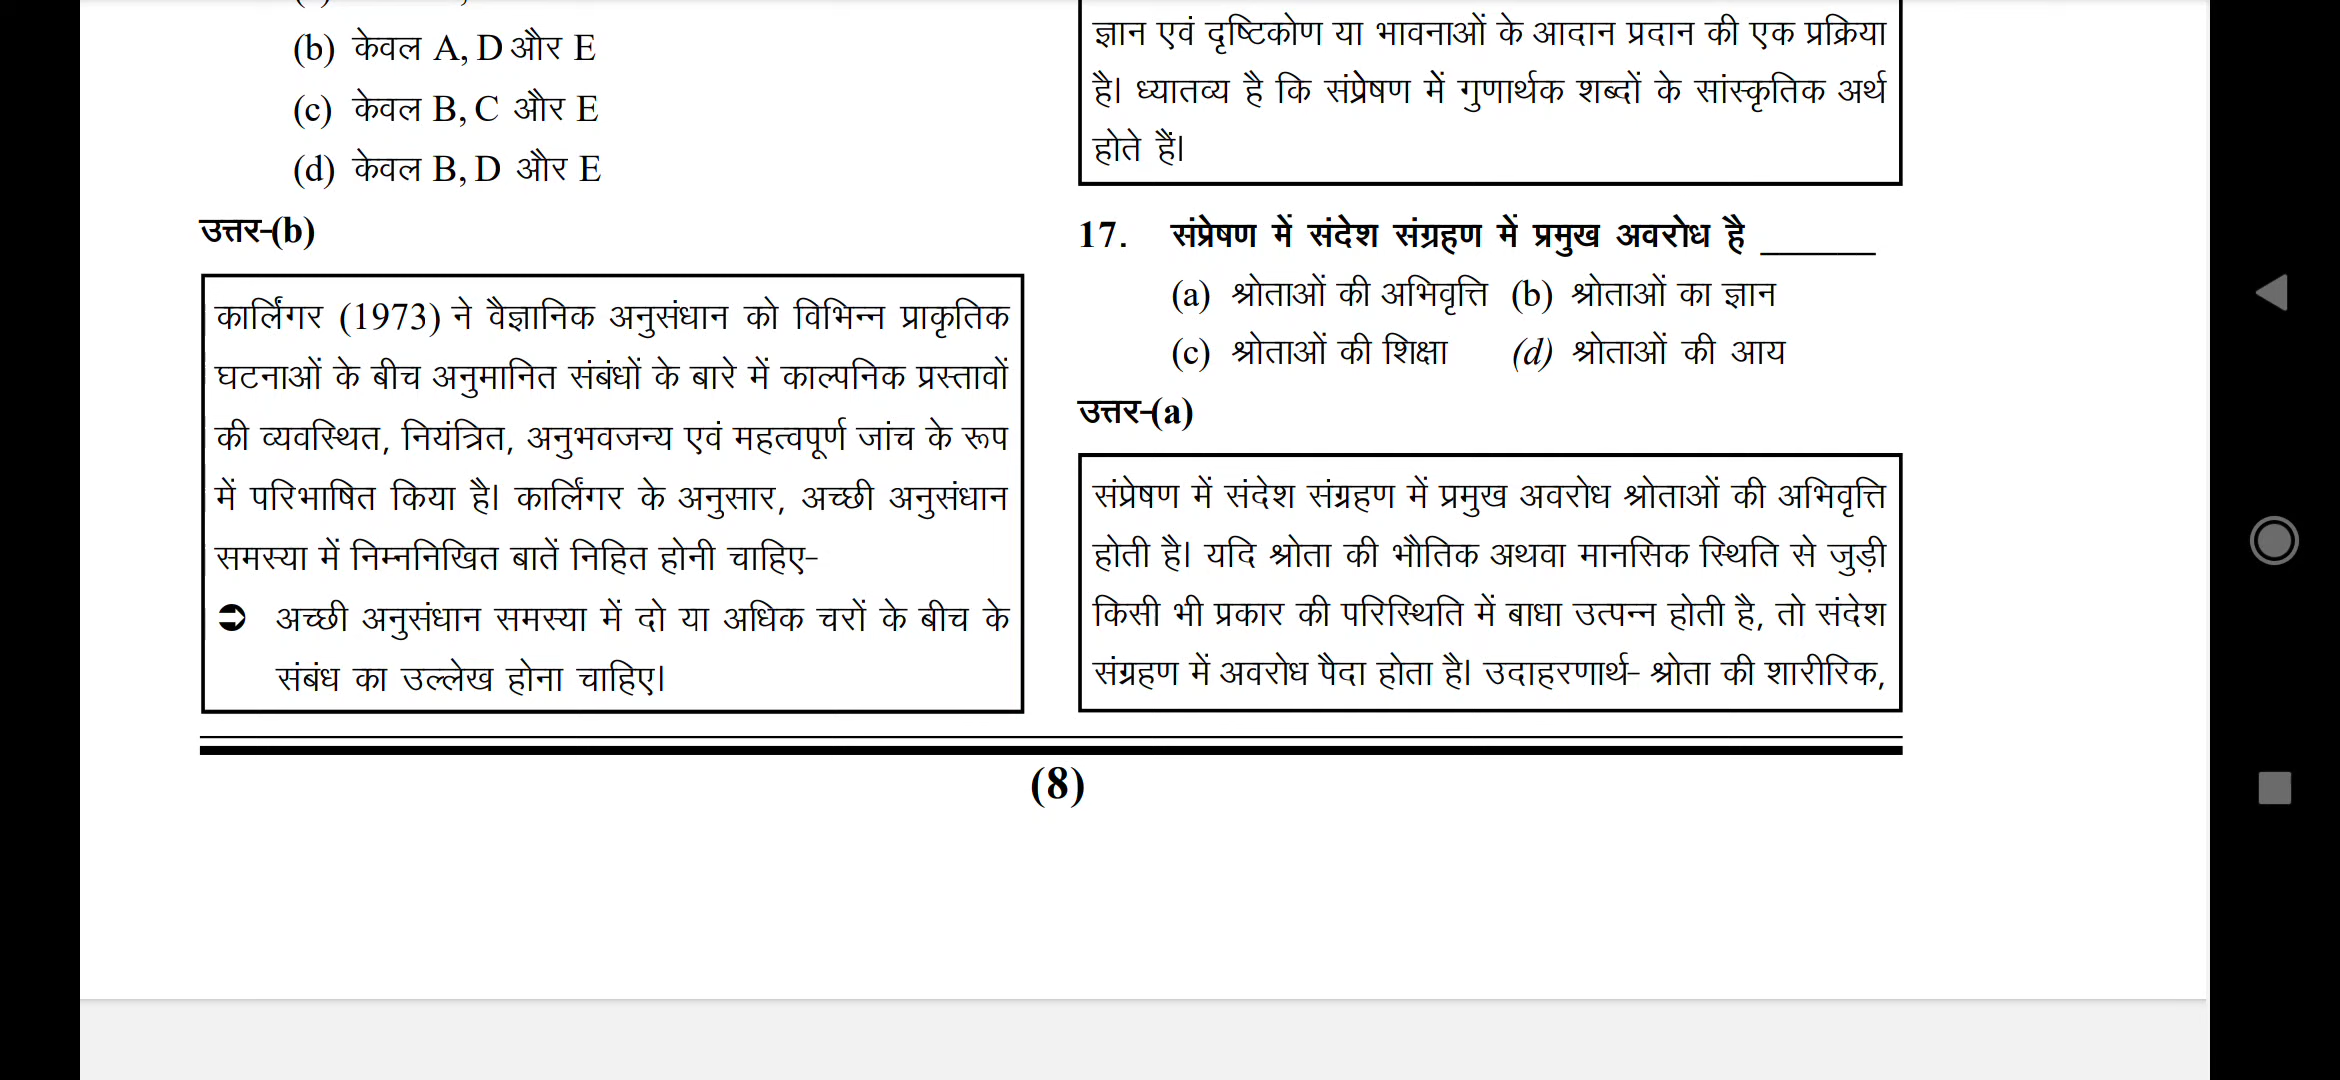 (b) केवल A, D और E
(c) केवल B, C और E
(d) केवल B, D और E
उत्तर-(b)
कार्लिंगर (1973) ने वैज्ञानिक अनुसंधान को विभिन्न प्राकृतिक
घटनाओं के बीच अनुमानित संबंधों के बारे में काल्पनिक प्रस्तावों
की व्यवस्थित, नियंत्रित, अनुभवजन्य एवं महत्वपूर्ण जांच के रूप
में परिभाषित किया है। कार्लिंगर के अनुसार, अच्छी अनुसंधान
समस्या में निम्ननिखित बातें निहित होनी चाहिए-
➲ अच्छी अनुसंधान समस्या में दो या अधिक चरों के बीच के
संबंध का उल्लेख होना चाहिए।
ज्ञान एवं दृष्टिकोण या भावनाओं के आदान प्रदान की एक प्रक्रिया
है। ध्यातव्य है कि संप्रेषण में गुणार्थक शब्दों के सांस्कृतिक अर्थ
होते हैं।
17. संप्रेषण में संदेश संग्रहण में प्रमुख अवरोध है ______
(a) श्रोताओं की अभिवृत्ति (b) श्रोताओं का ज्ञान
(c) श्रोताओं की शिक्षा (d) श्रोताओं की आय
उत्तर-(a)
संप्रेषण में संदेश संग्रहण में प्रमुख अवरोध श्रोताओं की अभिवृत्ति
होती है। यदि श्रोता की भौतिक अथवा मानसिक स्थिति से जुड़ी
किसी भी प्रकार की परिस्थिति में बाधा उत्पन्न होती है, तो संदेश
संग्रहण में अवरोध पैदा होता है। उदाहरणार्थ- श्रोता की शारीरिक,
(8)